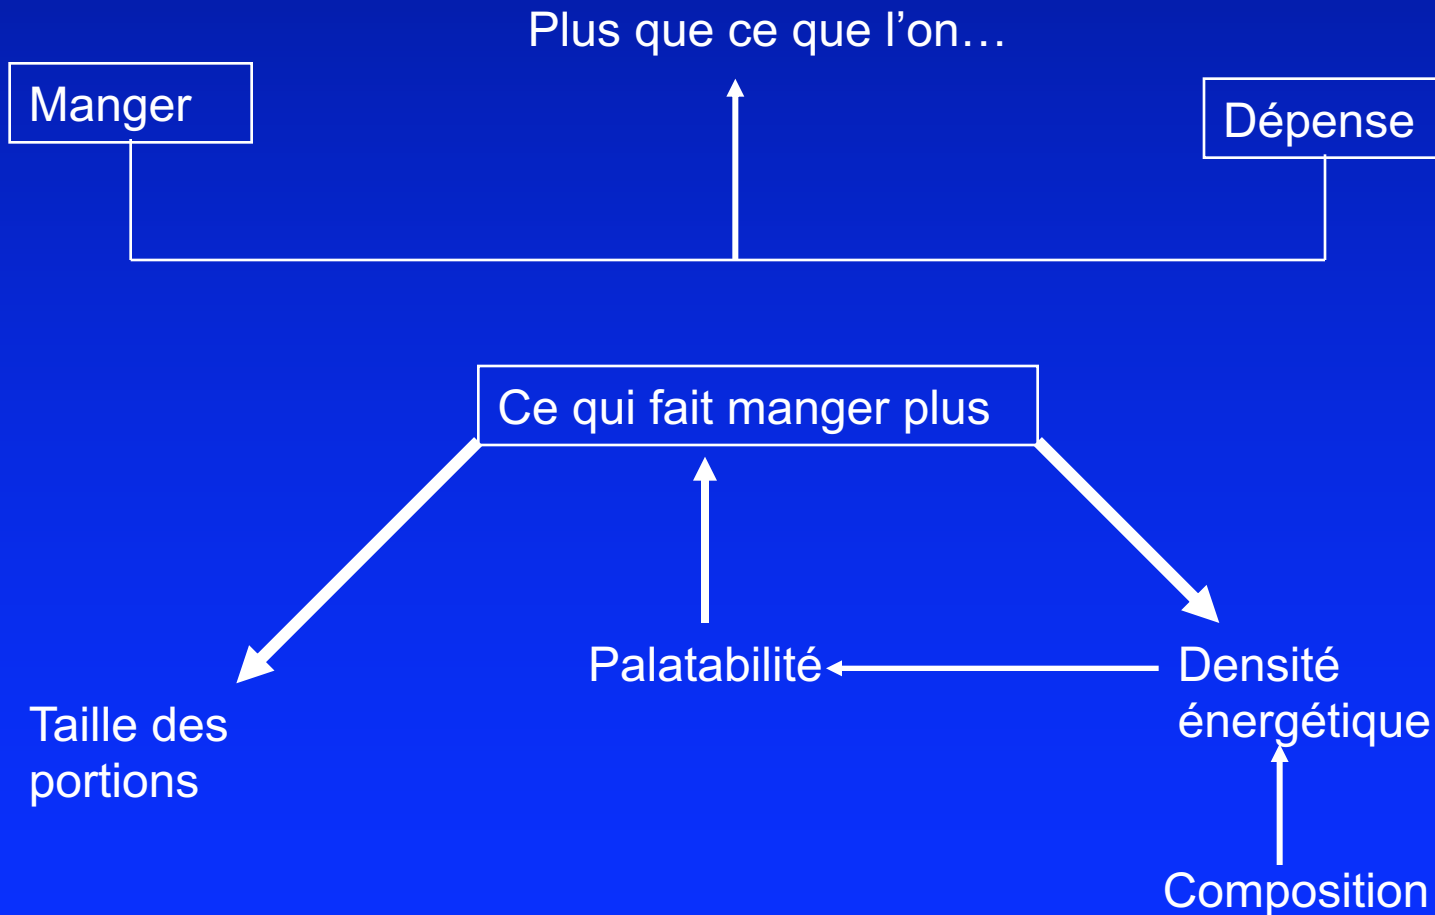 Plus que ce que l’on…
Manger
Dépense
Ce qui fait manger plus
Palatabilité
Densité
énergétique
Taille des
portions
Composition